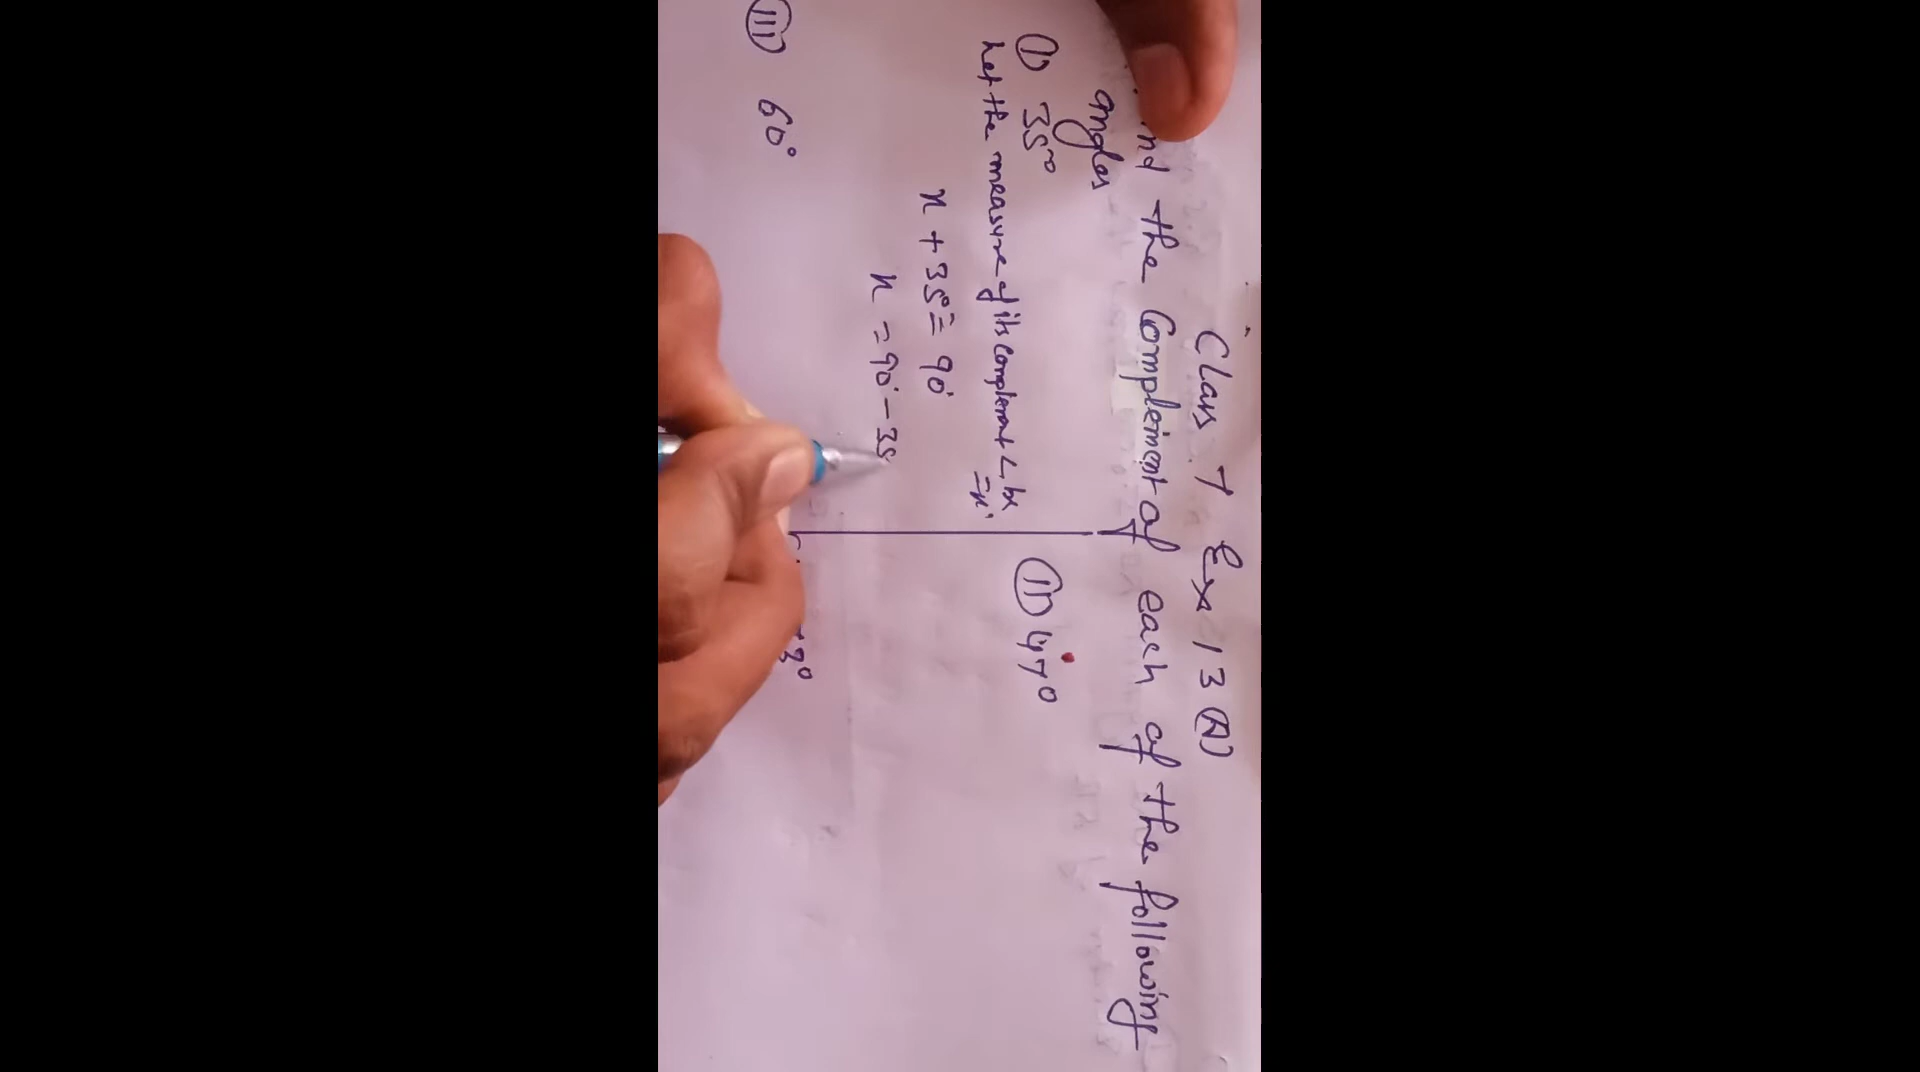 Class 7 Ex 13(A)
the Complement of each of the following
angles
(i) 35°
Let the measure of its complement ∠ be
= x°
x + 35° = 90°
x = 90° - 35
(ii) 47°
(iii) 60°
73°